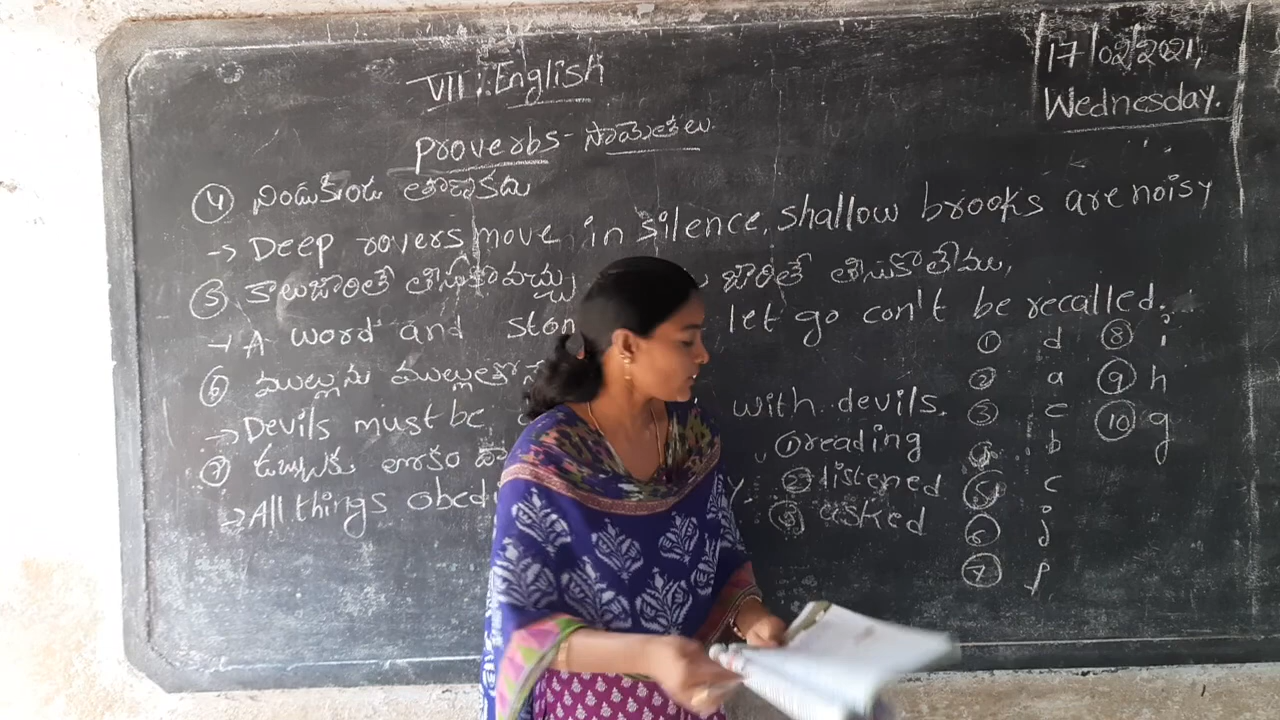 VII : English
17/02/2021,
Wednesday.
Proverbs - సామెతలు.
④ నిండుకుండ తొణకదు
→ Deep rovers move in silence, shallow brooks are noisy
⑤ కాలుజారితే తీసుకోవచ్చు జారితే తీసుకోలేము,
→ A word and ston let go con't be recalled.
⑥ ముల్లును ముల్లుతో
→ Devils must be with devils.
⑦ లోకం
→ All things obedi y.
① reading
② listened
③ asked
① d
② a
③ e
④ b
⑤ c
⑥ j
⑦ f
⑧ i
⑨ h
⑩ g